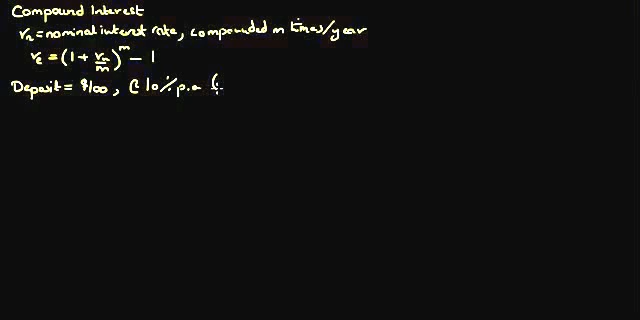 Compound Interest
rₙ = nominal interest rate, compounded m times/year
rₑ = (1 + rₙ/m)^m - 1
Deposit = $100, @ 10% p.a (